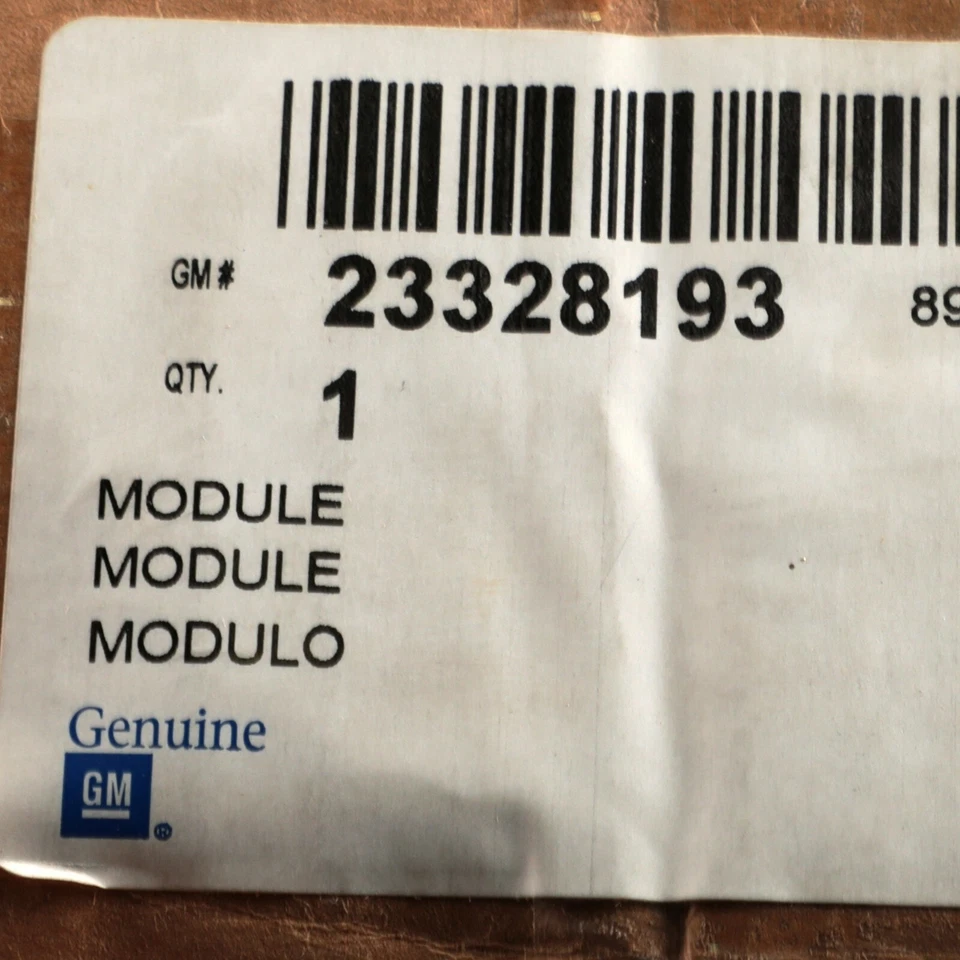 GM # 23328193 89
QTY. 1
MODULE
MODULE
MODULO
Genuine
GM ®